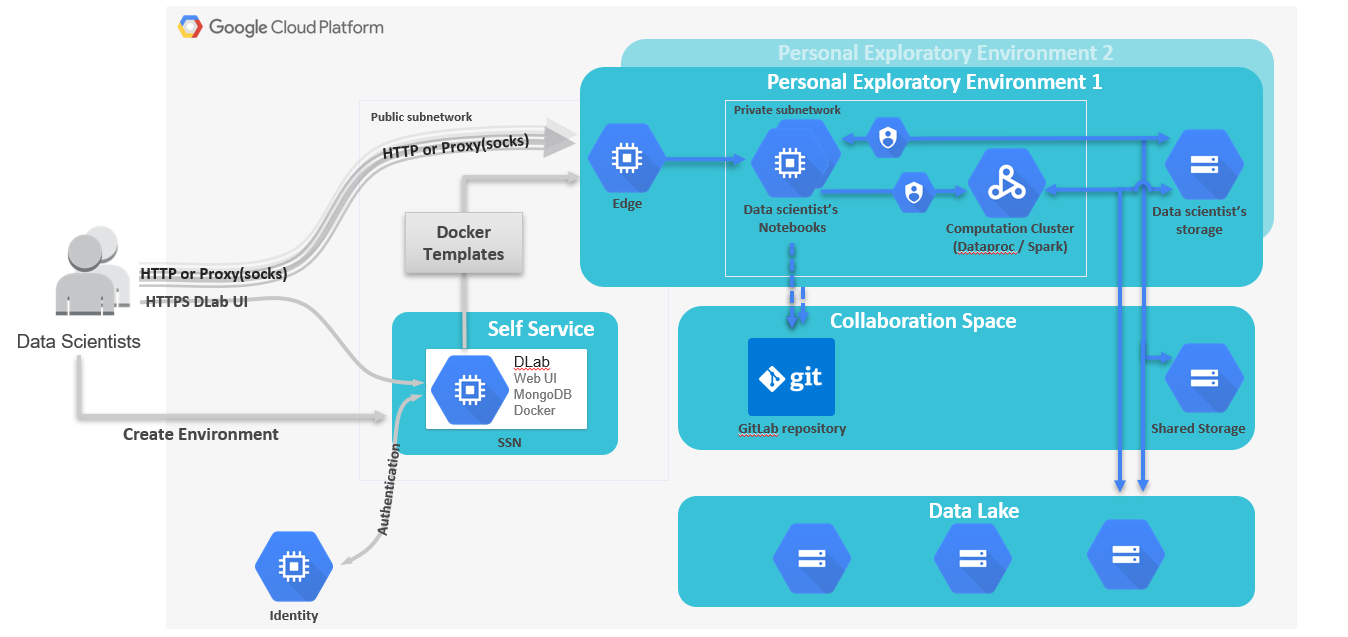 Google Cloud Platform
Personal Exploratory Environment 2
Personal Exploratory Environment 1
Public subnetwork
Private subnetwork
HTTP or Proxy(socks)
Edge
Data scientist's
Notebooks
Computation Cluster
(Dataproc / Spark)
Data scientist's
storage
Docker
Templates
HTTP or Proxy(socks)
HTTPS DLab UI
Data Scientists
Self Service
DLab
Web UI
MongoDB
Docker
SSN
Create Environment
Authentication
Identity
Collaboration Space
git
GitLab repository
Shared Storage
Data Lake